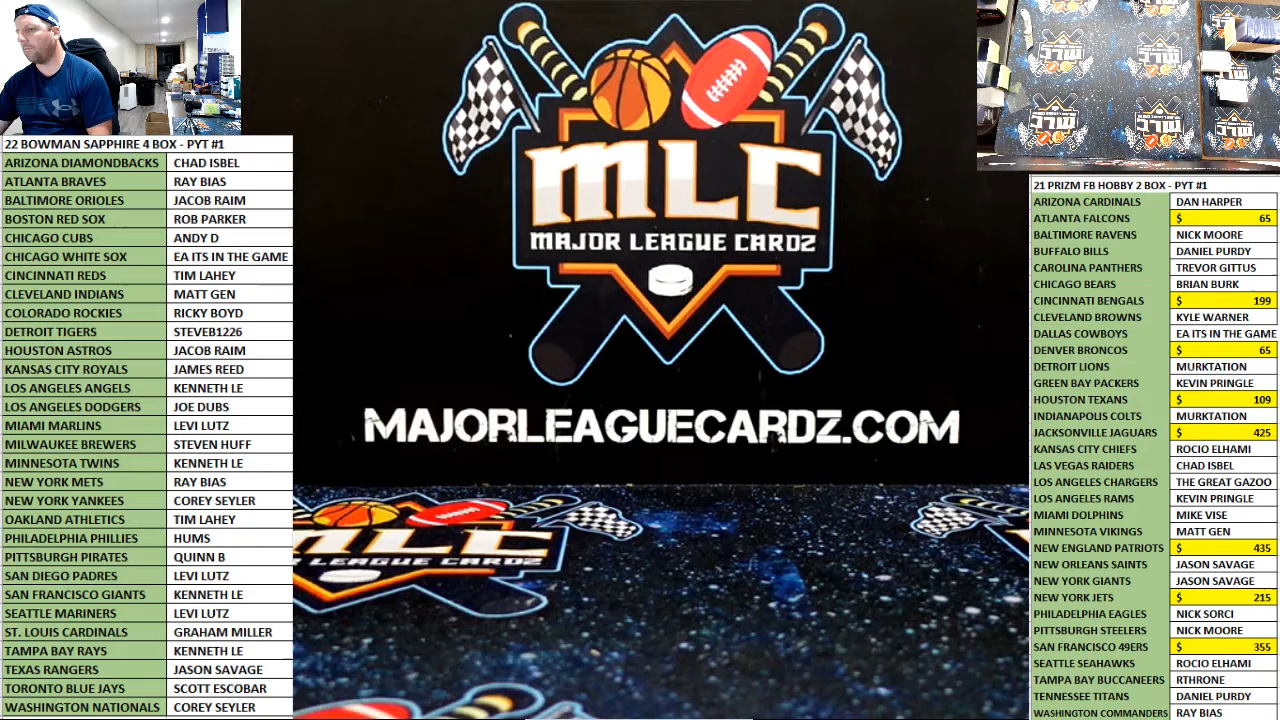 22 BOWMAN SAPPHIRE 4 BOX - PYT #1
ARIZONA DIAMONDBACKS CHAD ISBEL
ATLANTA BRAVES RAY BIAS
BALTIMORE ORIOLES JACOB RAIM
BOSTON RED SOX ROB PARKER
CHICAGO CUBS ANDY D
CHICAGO WHITE SOX EA ITS IN THE GAME
CINCINNATI REDS TIM LAHEY
CLEVELAND INDIANS MATT GEN
COLORADO ROCKIES RICKY BOYD
DETROIT TIGERS STEVEB1226
HOUSTON ASTROS JACOB RAIM
KANSAS CITY ROYALS JAMES REED
LOS ANGELES ANGELS KENNETH LE
LOS ANGELES DODGERS JOE DUBS
MIAMI MARLINS LEVI LUTZ
MILWAUKEE BREWERS STEVEN HUFF
MINNESOTA TWINS KENNETH LE
NEW YORK METS RAY BIAS
NEW YORK YANKEES COREY SEYLER
OAKLAND ATHLETICS TIM LAHEY
PHILADELPHIA PHILLIES HUMS
PITTSBURGH PIRATES QUINN B
SAN DIEGO PADRES LEVI LUTZ
SAN FRANCISCO GIANTS KENNETH LE
SEATTLE MARINERS LEVI LUTZ
ST. LOUIS CARDINALS GRAHAM MILLER
TAMPA BAY RAYS KENNETH LE
TEXAS RANGERS JASON SAVAGE
TORONTO BLUE JAYS SCOTT ESCOBAR
WASHINGTON NATIONALS COREY SEYLER
MLC
MAJOR LEAGUE CARDZ
MAJORLEAGUECARDZ.COM
MLC
LEAGUE CARDZ
MLC
MLC
MLC
MLC
21 PRIZM FB HOBBY 2 BOX - PYT #1
ARIZONA CARDINALS DAN HARPER
ATLANTA FALCONS $ 65
BALTIMORE RAVENS NICK MOORE
BUFFALO BILLS DANIEL PURDY
CAROLINA PANTHERS TREVOR GITTUS
CHICAGO BEARS BRIAN BURK
CINCINNATI BENGALS $ 199
CLEVELAND BROWNS KYLE WARNER
DALLAS COWBOYS EA ITS IN THE GAME
DENVER BRONCOS $ 65
DETROIT LIONS MURKTATION
GREEN BAY PACKERS KEVIN PRINGLE
HOUSTON TEXANS $ 109
INDIANAPOLIS COLTS MURKTATION
JACKSONVILLE JAGUARS $ 425
KANSAS CITY CHIEFS ROCIO ELHAMI
LAS VEGAS RAIDERS CHAD ISBEL
LOS ANGELES CHARGERS THE GREAT GAZOO
LOS ANGELES RAMS KEVIN PRINGLE
MIAMI DOLPHINS MIKE VISE
MINNESOTA VIKINGS MATT GEN
NEW ENGLAND PATRIOTS $ 435
NEW ORLEANS SAINTS JASON SAVAGE
NEW YORK GIANTS JASON SAVAGE
NEW YORK JETS $ 215
PHILADELPHIA EAGLES NICK SORCI
PITTSBURGH STEELERS NICK MOORE
SAN FRANCISCO 49ERS $ 355
SEATTLE SEAHAWKS ROCIO ELHAMI
TAMPA BAY BUCCANEERS RTHRONE
TENNESSEE TITANS DANIEL PURDY
WASHINGTON COMMANDERS RAY BIAS